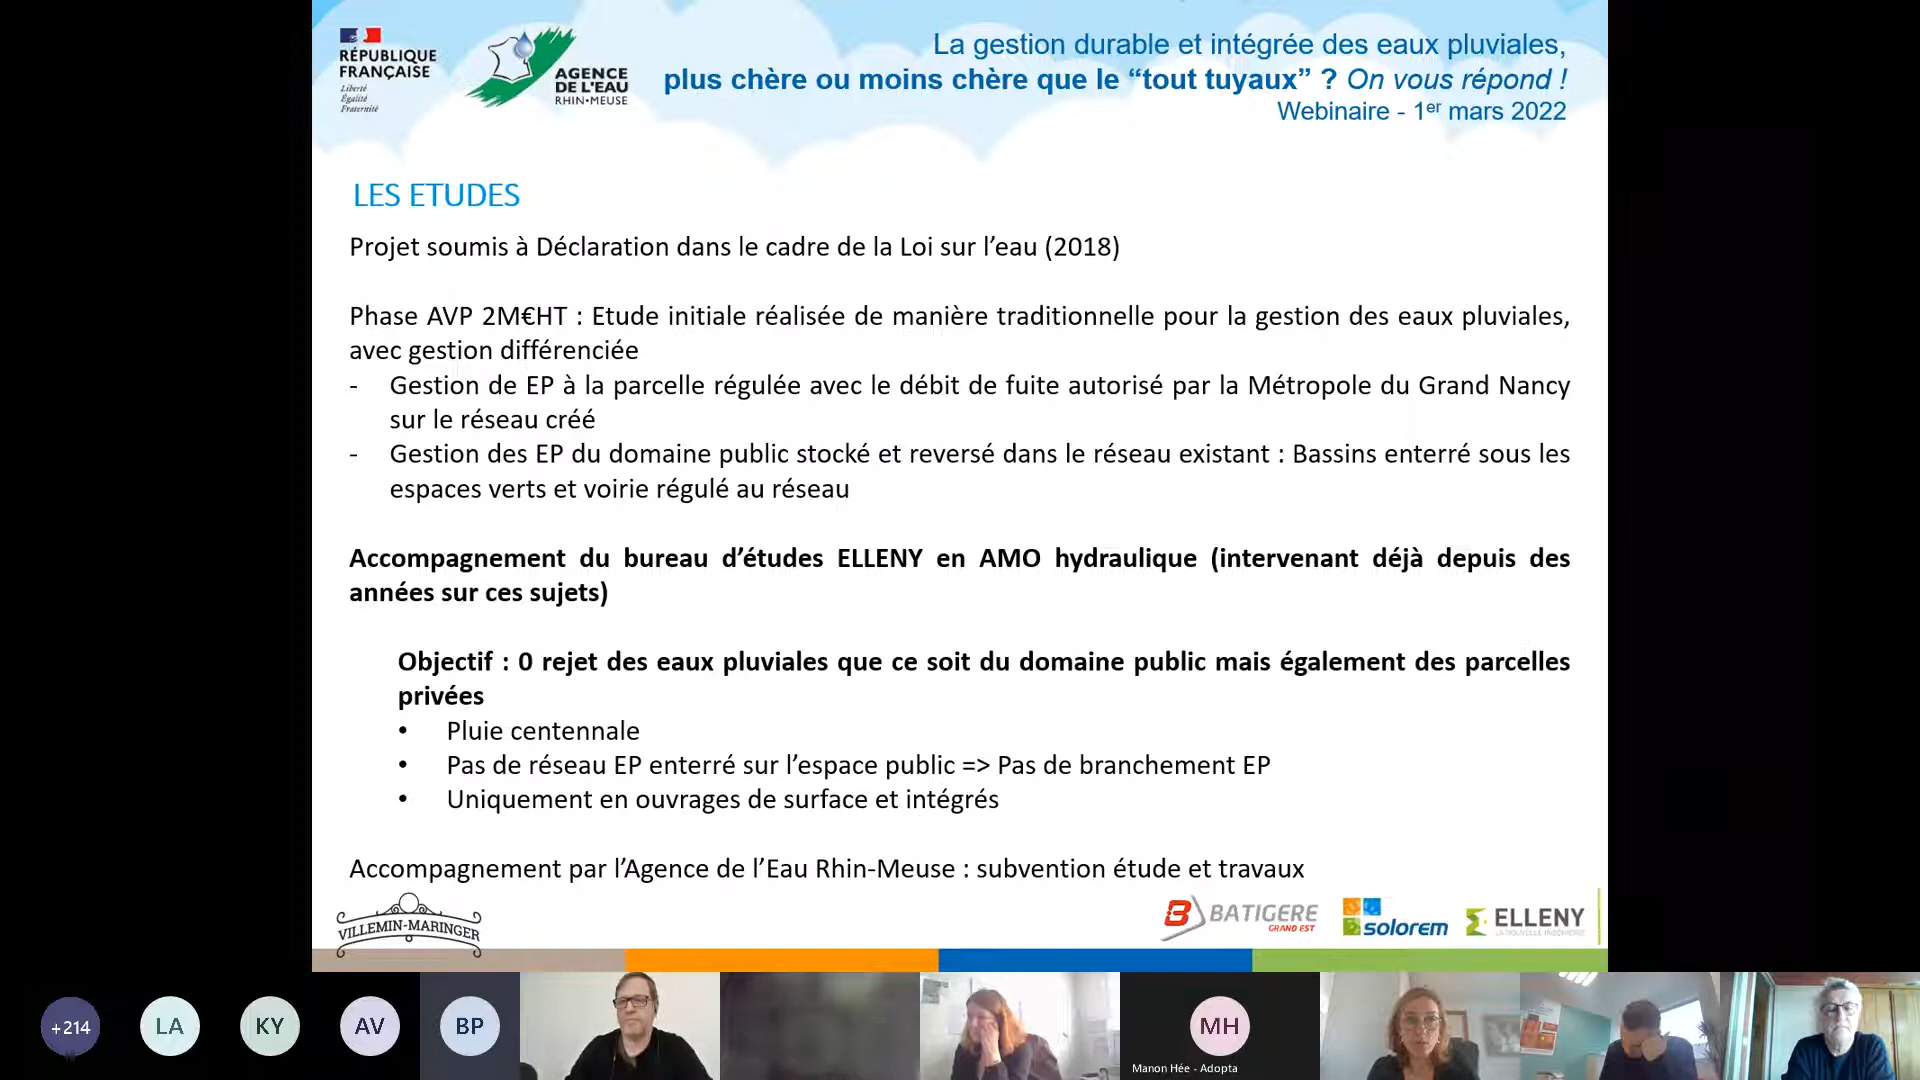 RÉPUBLIQUE
FRANÇAISE
Liberté
Égalité
Fraternité
AGENCE
DE L'EAU
RHIN•MEUSE
La gestion durable et intégrée des eaux pluviales,
plus chère ou moins chère que le “tout tuyaux” ? On vous répond !
Webinaire - 1er mars 2022
LES ETUDES
Projet soumis à Déclaration dans le cadre de la Loi sur l’eau (2018)
Phase AVP 2M€HT : Etude initiale réalisée de manière traditionnelle pour la gestion des eaux pluviales,
avec gestion différenciée
- Gestion de EP à la parcelle régulée avec le débit de fuite autorisé par la Métropole du Grand Nancy
sur le réseau créé
- Gestion des EP du domaine public stocké et reversé dans le réseau existant : Bassins enterré sous les
espaces verts et voirie régulé au réseau
Accompagnement du bureau d’études ELLENY en AMO hydraulique (intervenant déjà depuis des
années sur ces sujets)
Objectif : 0 rejet des eaux pluviales que ce soit du domaine public mais également des parcelles
privées
• Pluie centennale
• Pas de réseau EP enterré sur l’espace public => Pas de branchement EP
• Uniquement en ouvrages de surface et intégrés
Accompagnement par l’Agence de l’Eau Rhin-Meuse : subvention étude et travaux
VILLEMIN-MARINGER
BATIGERE
GRAND EST
solorem
ELLENY
LA NOUVELLE INGÉNIERIE
+214
LA
KY
AV
BP
MH
Manon Hée - Adopta